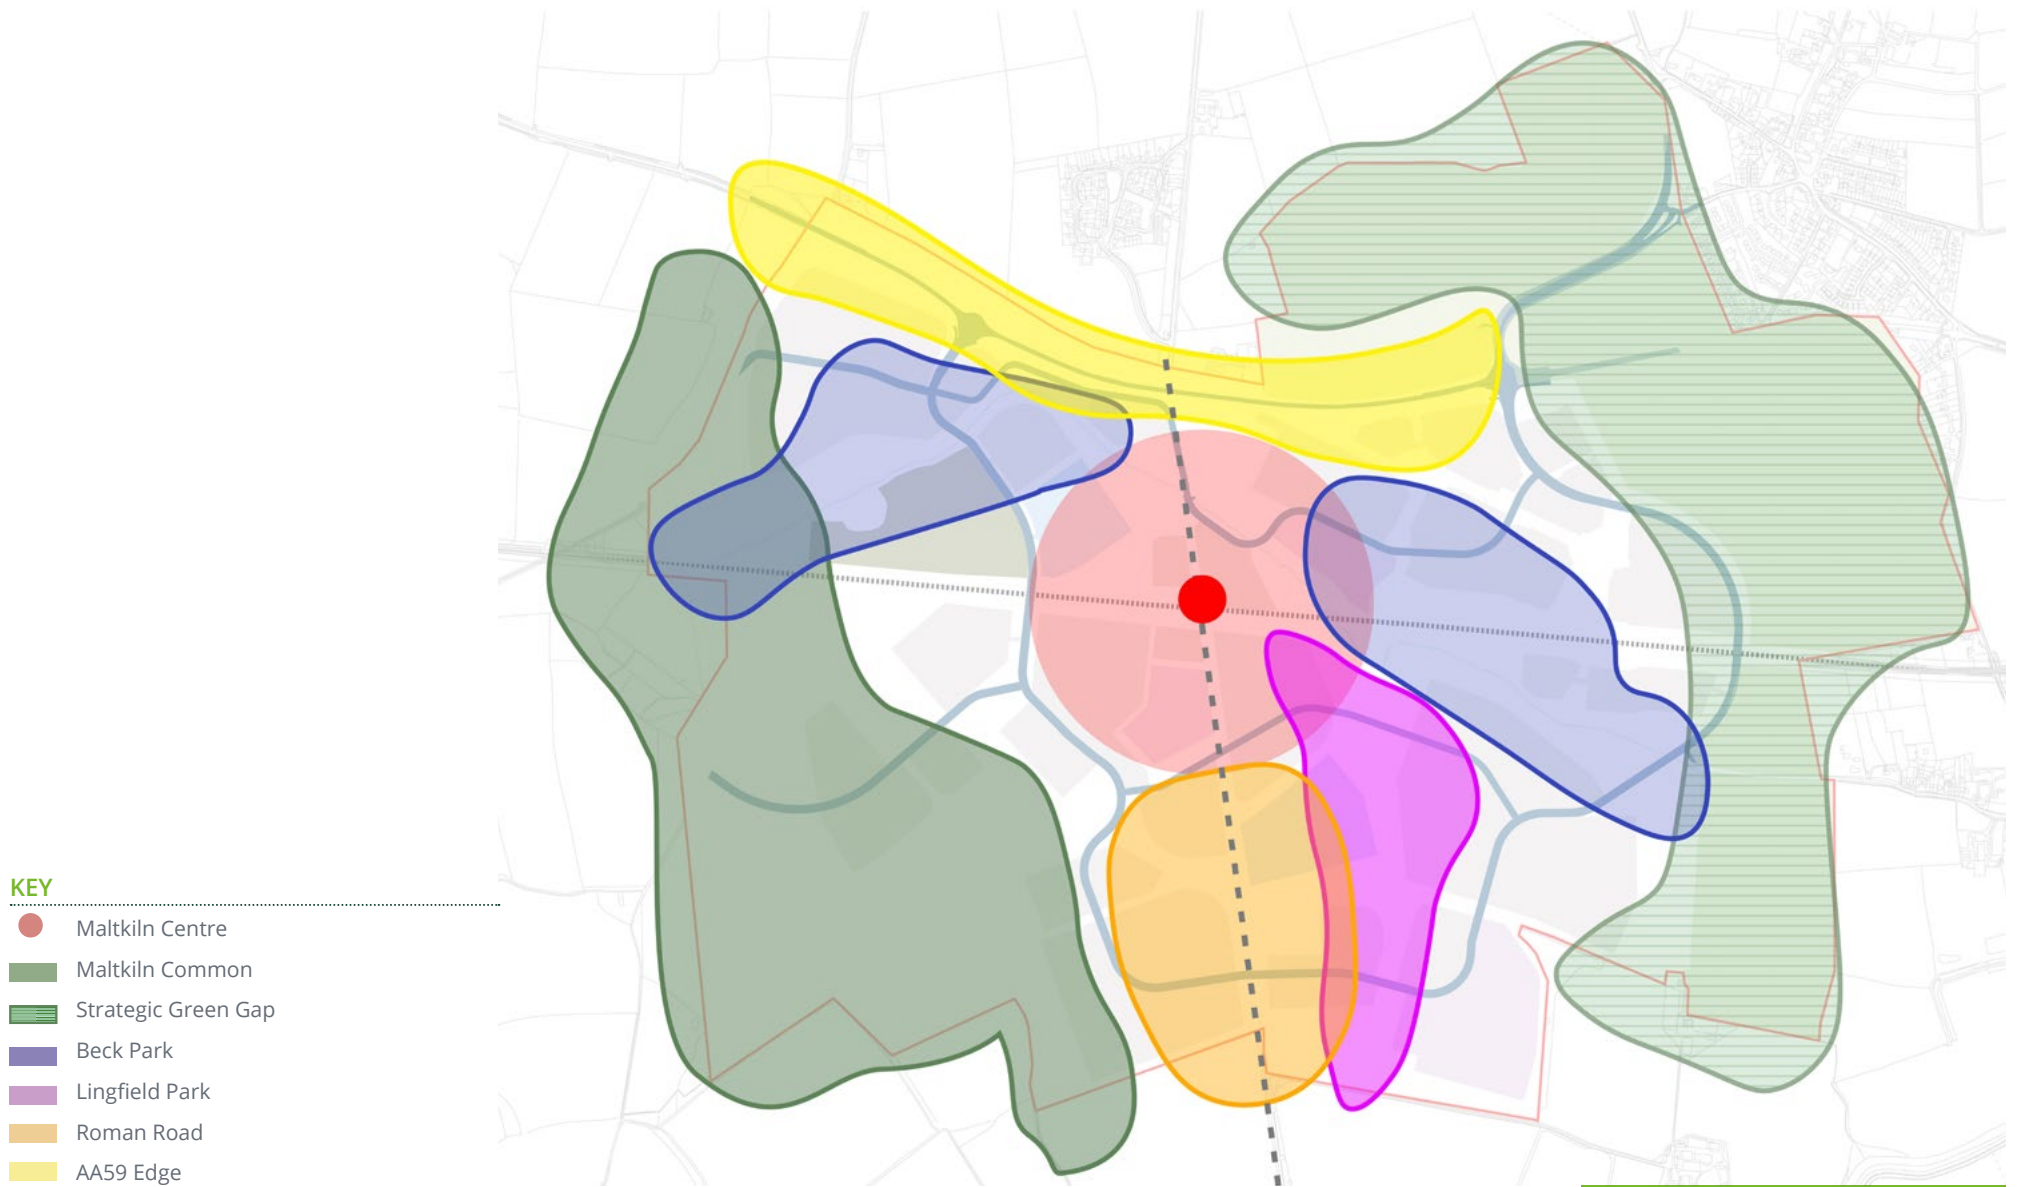 KEY
Maltkiln Centre
Maltkiln Common
Strategic Green Gap
Beck Park
Lingfield Park
Roman Road
AA59 Edge